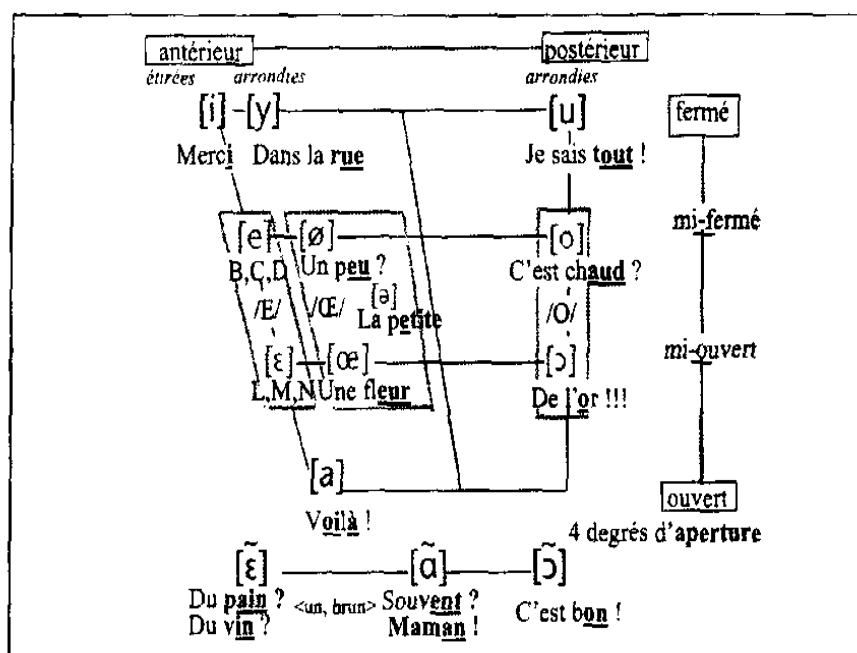 antérieur postérieur
étirées arrondies arrondies
[i] [y] [u] fermé
Merci Dans la rue Je sais tout !
mi-fermé
[e] [ø] [o]
B,C,D Un peu ? C'est chaud ?
/E/ /Œ/ [ə] /O/
La petite
mi-ouvert
[ɛ] [œ] [ɔ]
L,M,N Une fleur De l'or !!!
[a]
ouvert
Voilà !
4 degrés d'aperture
[ɛ̃] [ɑ̃] [ɔ̃]
Du pain ? <un, brun> Souvent ? C'est bon !
Du vin ? Maman !